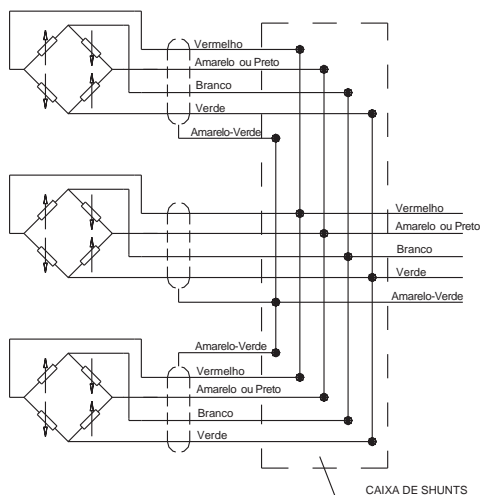 Vermelho
Amarelo ou Preto
Branco
Verde
Amarelo-Verde
Vermelho
Amarelo ou Preto
Branco
Verde
Amarelo-Verde
Amarelo-Verde
Vermelho
Amarelo ou Preto
Branco
Verde
CAIXA DE SHUNTS